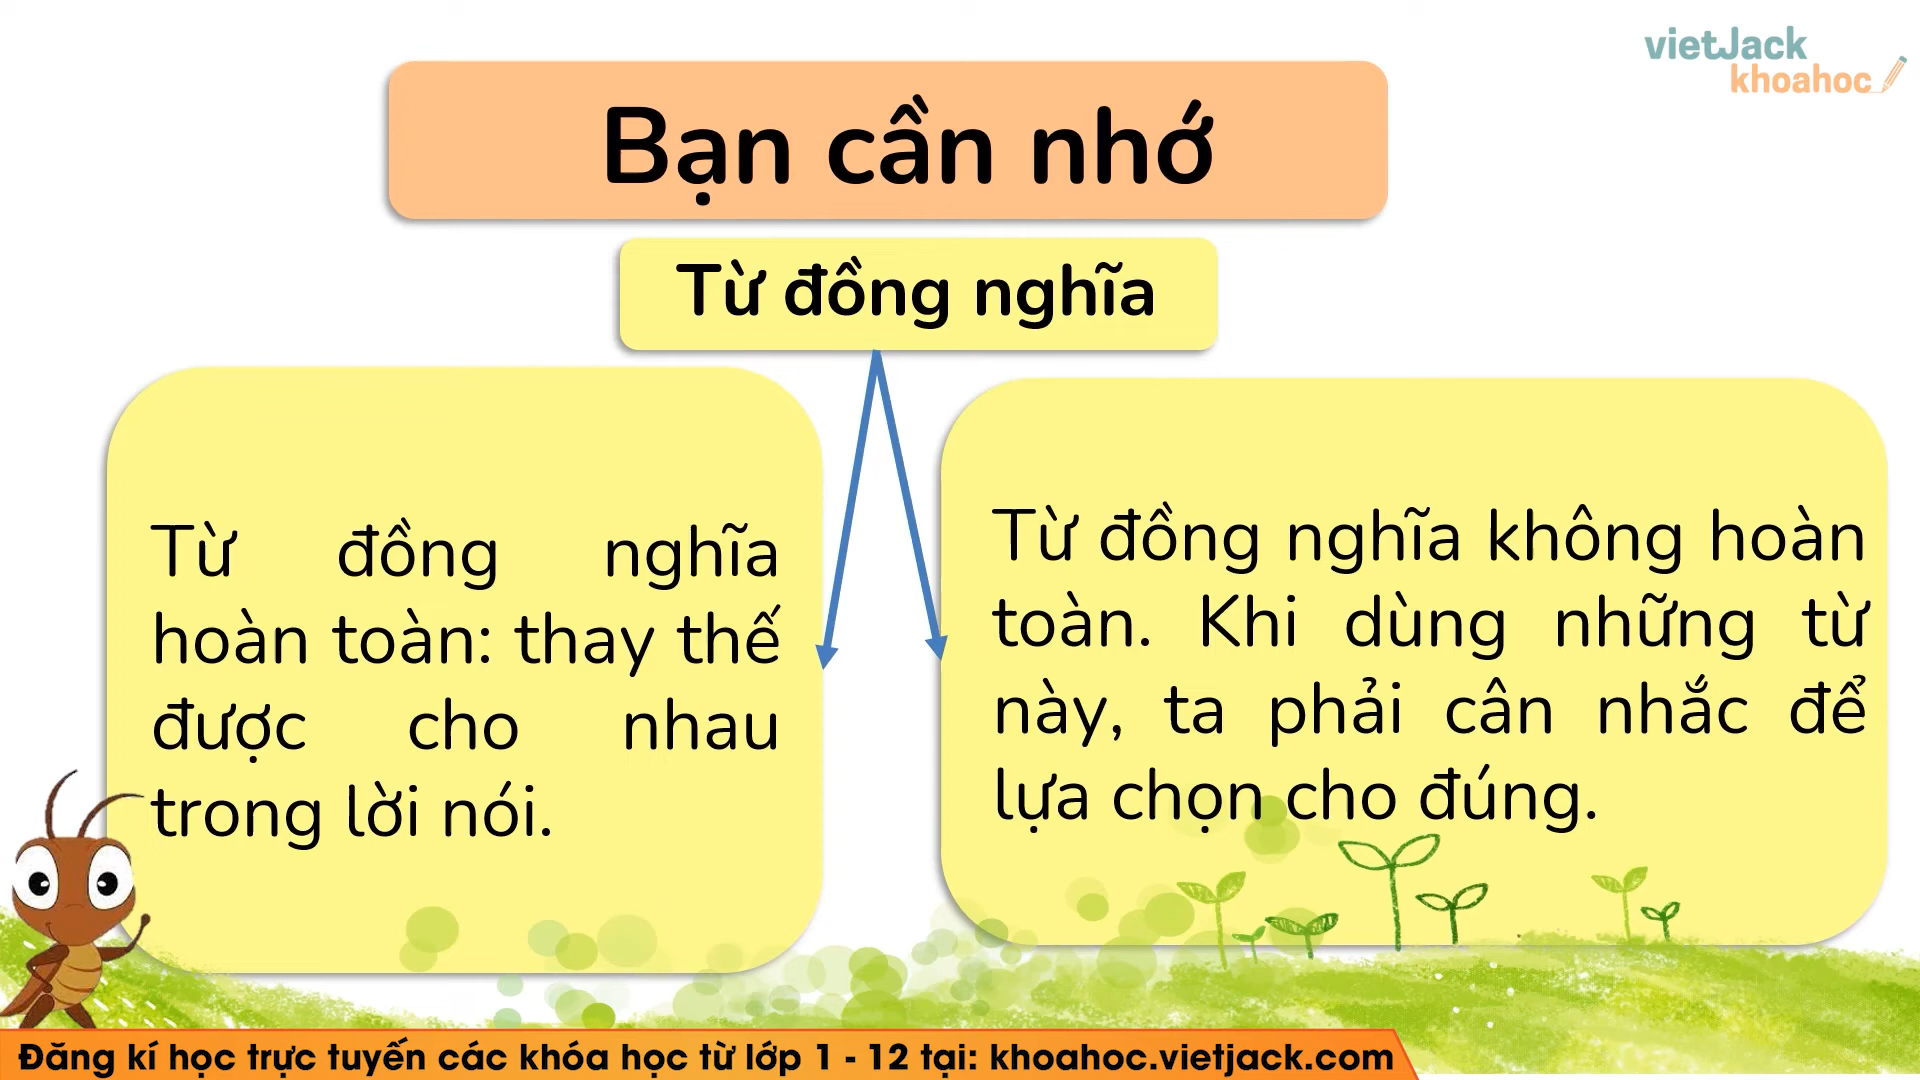 vietJack
khoahoc
Bạn cần nhớ
Từ đồng nghĩa
Từ đồng nghĩa
hoàn toàn: thay thế
được cho nhau
trong lời nói.
Từ đồng nghĩa không hoàn
toàn. Khi dùng những từ
này, ta phải cân nhắc để
lựa chọn cho đúng.
Đăng kí học trực tuyến các khóa học từ lớp 1 - 12 tại: khoahoc.vietjack.com